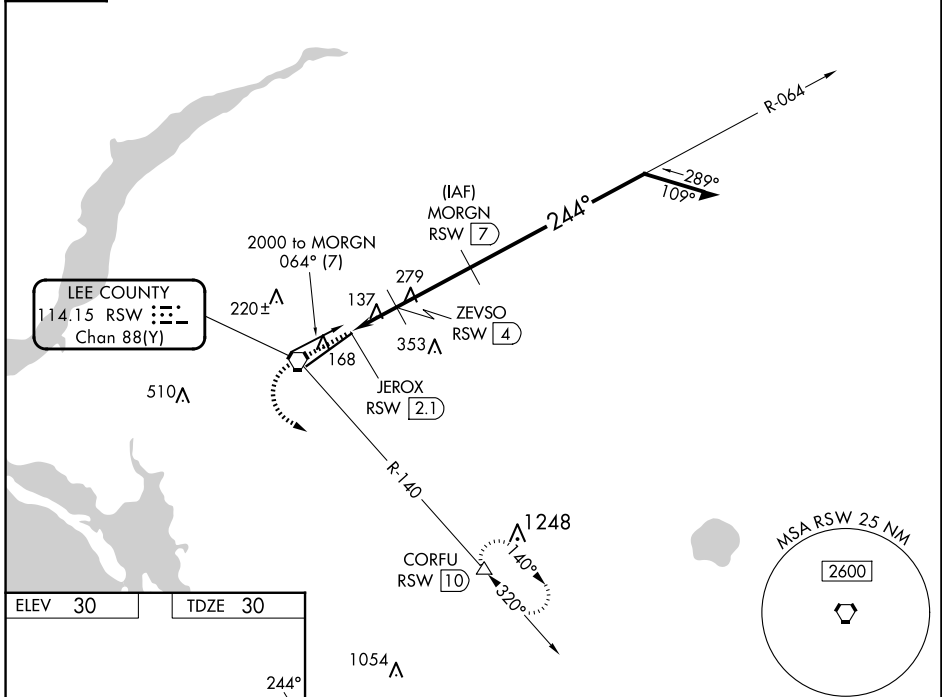 R-064
289°
109°
(IAF)
MORGN
RSW 7
244°
2000 to MORGN
064° (7)
279
LEE COUNTY
114.15 RSW
Chan 88(Y)
220±
137
ZEVSO
RSW 4
353
168
510
JEROX
RSW 2.1
R-140
1248
MSA RSW 25 NM
CORFU
RSW 10
140°
320°
2600
ELEV 30
TDZE 30
1054
244°